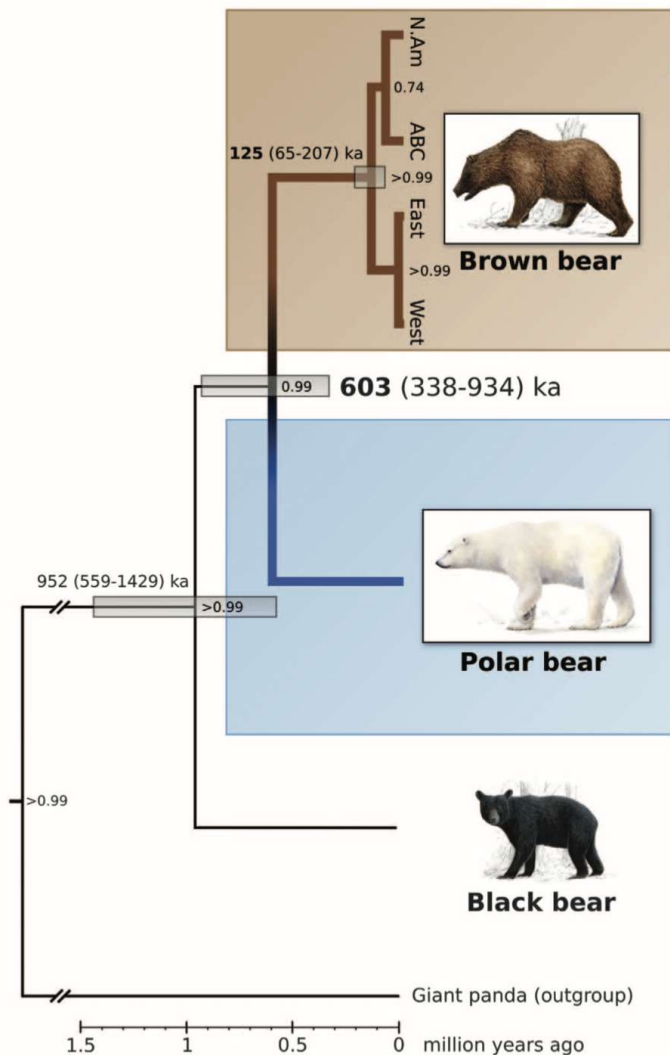 N.Am
0.74
ABC
125 (65-207) ka
>0.99
East
>0.99
West
Brown bear
0.99
603 (338-934) ka
952 (559-1429) ka
>0.99
Polar bear
>0.99
Black bear
Giant panda (outgroup)
1.5 1 0.5 0 million years ago